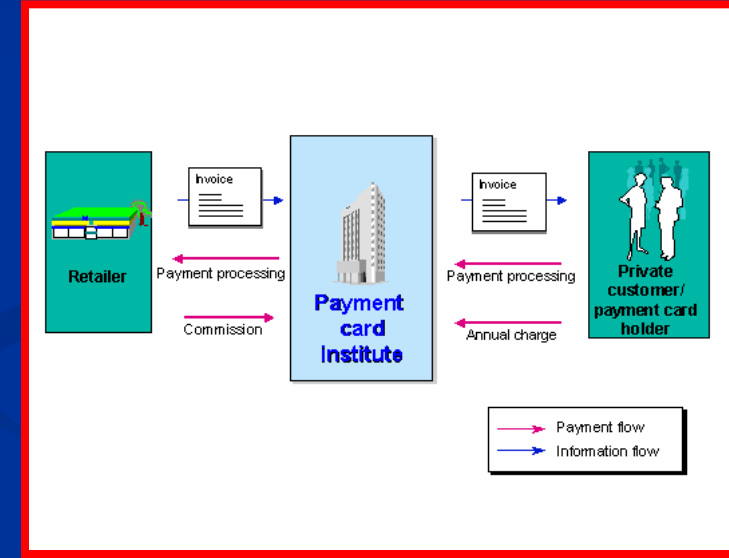 Invoice
Retailer
Payment processing
Commission
Payment
card
Institute
Invoice
Payment processing
Annual charge
Private
customer/
payment card
holder
Payment flow
Information flow